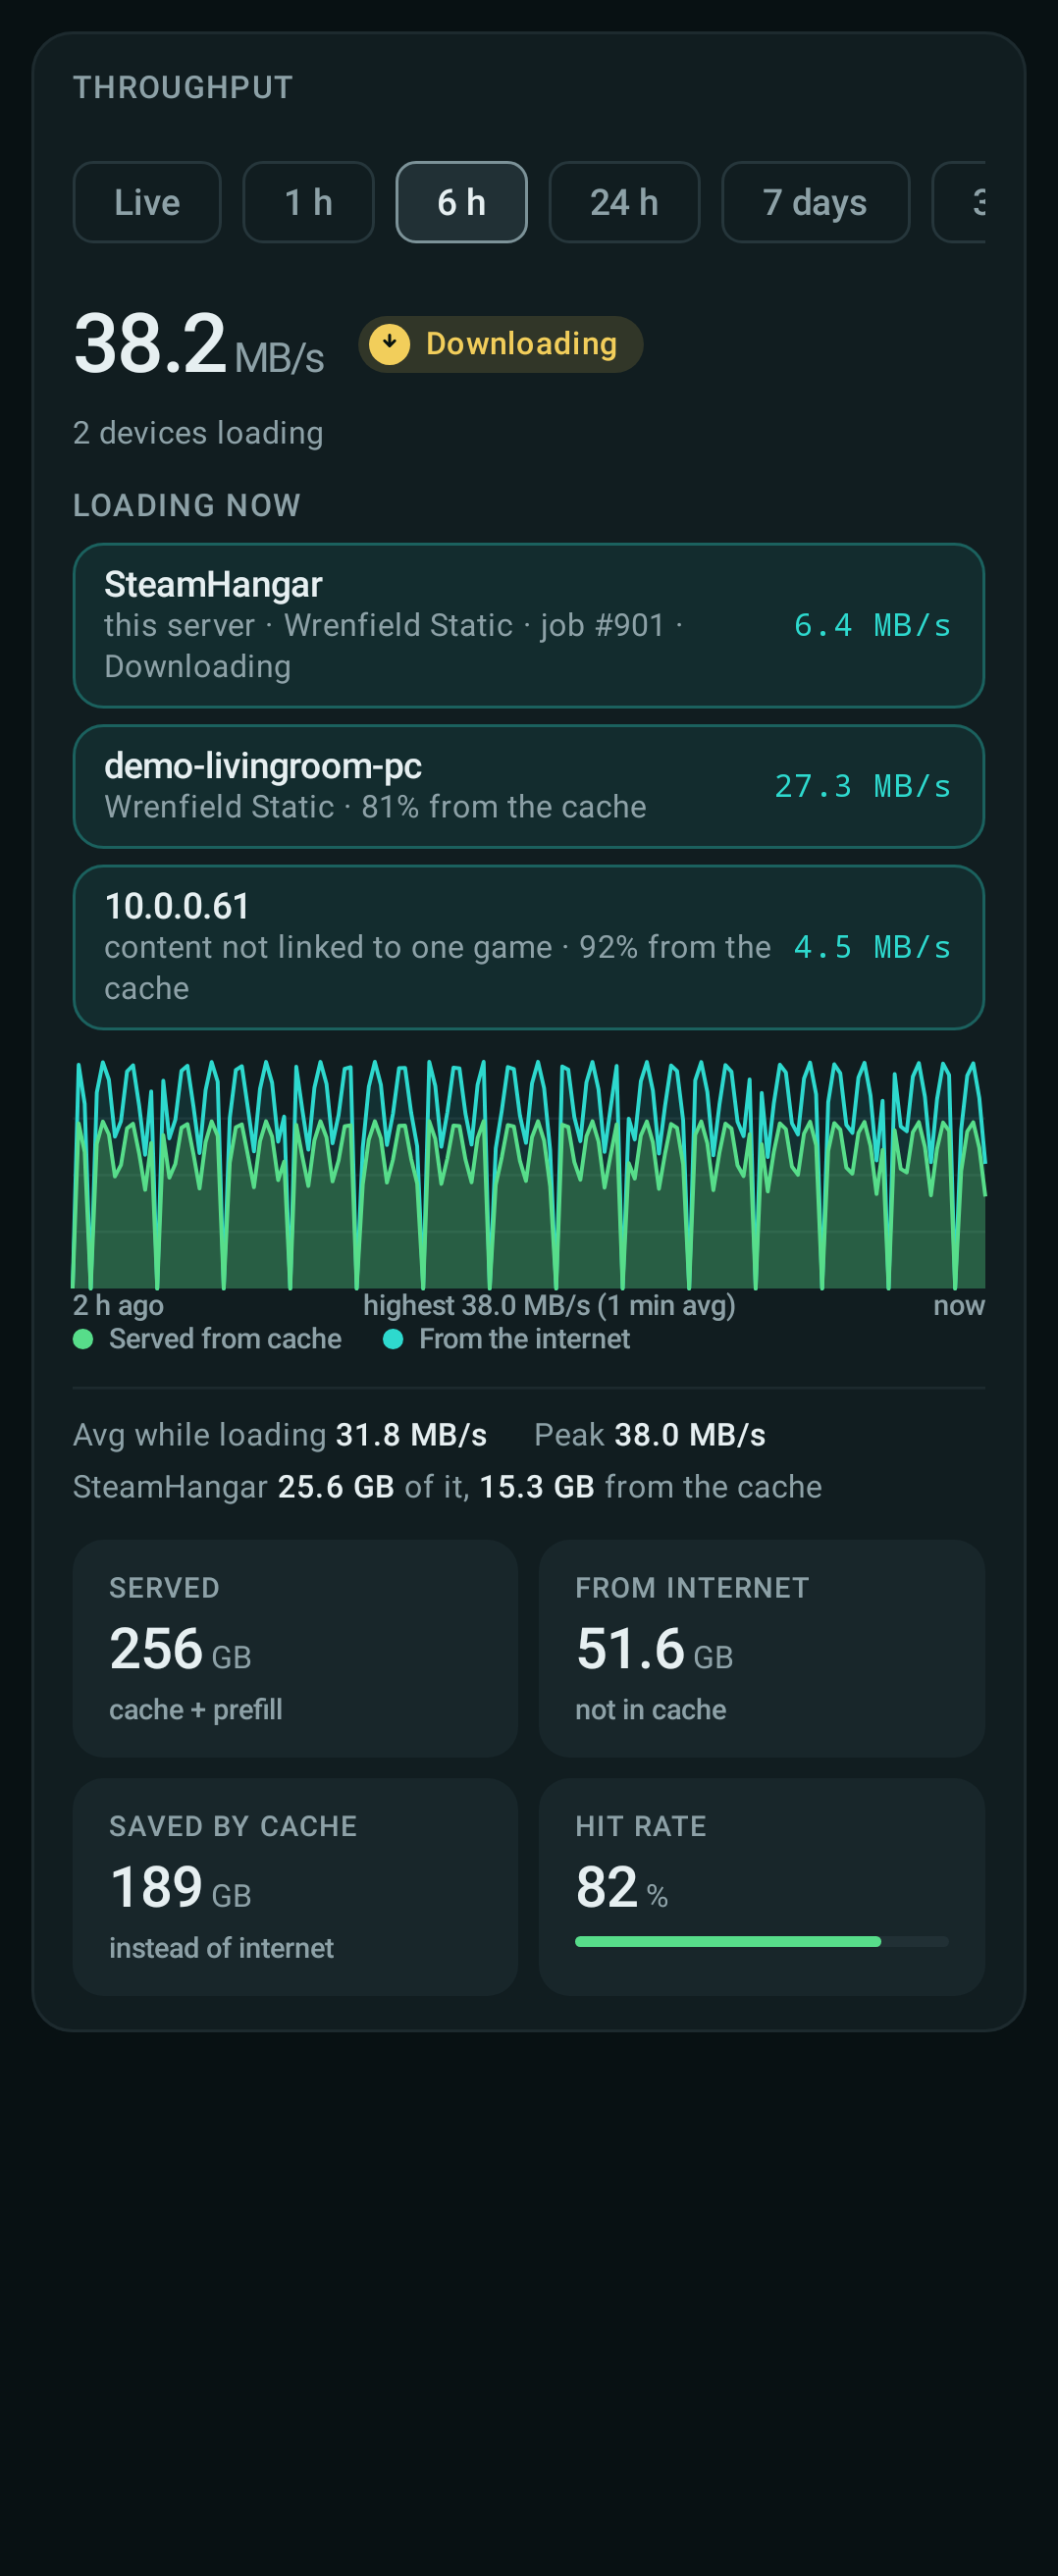 THROUGHPUT
Live
1 h
6 h
24 h
7 days
38.2 MB/s
Downloading
2 devices loading
LOADING NOW
SteamHangar
this server · Wrenfield Static · job #901 ·
Downloading
6.4 MB/s
demo-livingroom-pc
Wrenfield Static · 81% from the cache
27.3 MB/s
10.0.0.61
content not linked to one game · 92% from the
cache
4.5 MB/s
2 h ago
highest 38.0 MB/s (1 min avg)
now
Served from cache
From the internet
Avg while loading 31.8 MB/s
Peak 38.0 MB/s
SteamHangar 25.6 GB of it, 15.3 GB from the cache
SERVED
256 GB
cache + prefill
FROM INTERNET
51.6 GB
not in cache
SAVED BY CACHE
189 GB
instead of internet
HIT RATE
82 %